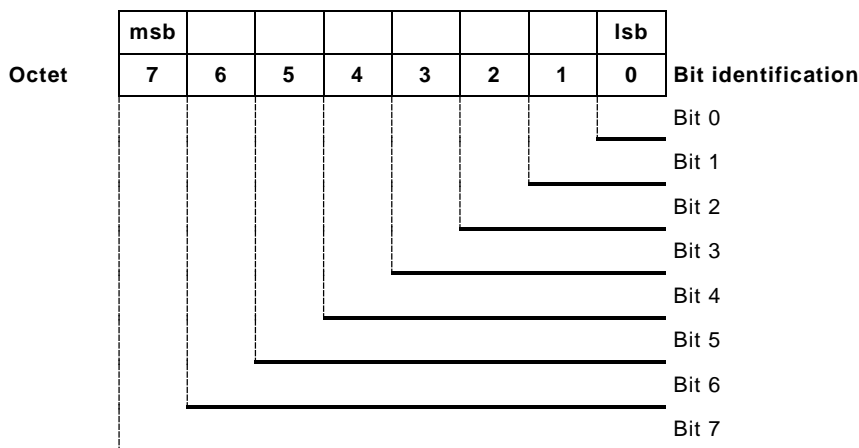 msb lsb
Octet 7 6 5 4 3 2 1 0 Bit identification
Bit 0
Bit 1
Bit 2
Bit 3
Bit 4
Bit 5
Bit 6
Bit 7